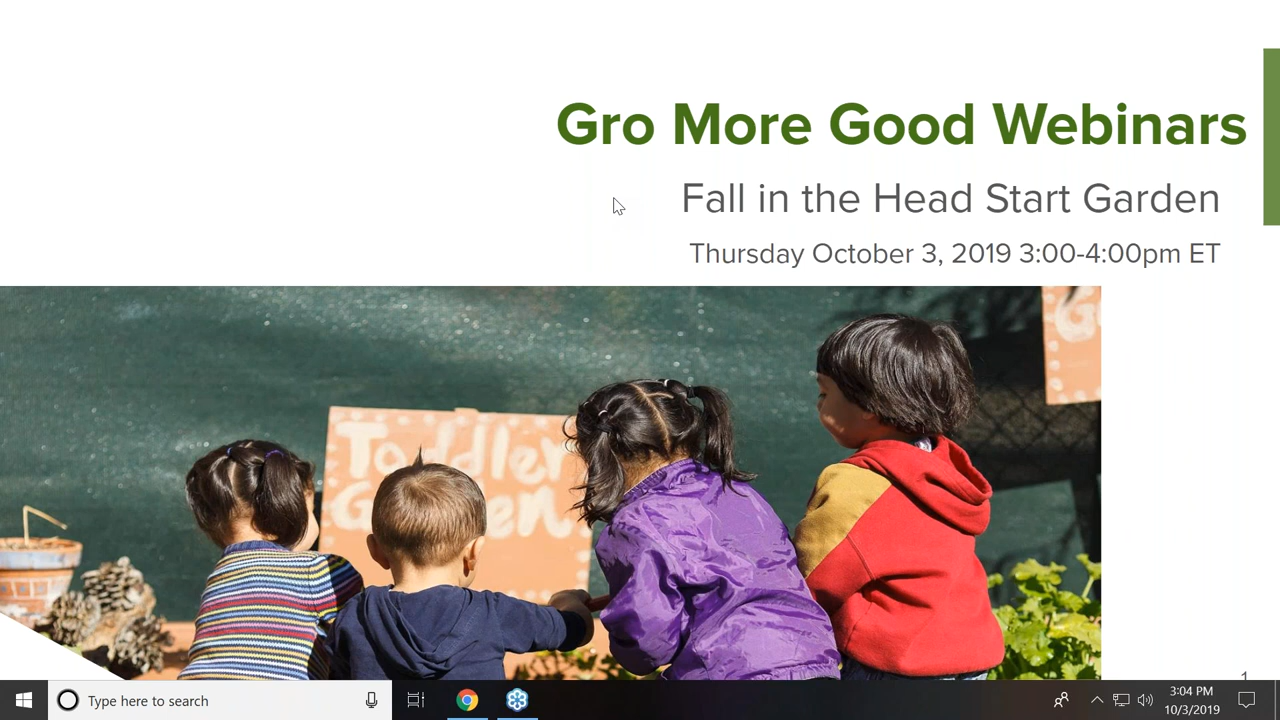 Gro More Good Webinars
Fall in the Head Start Garden
Thursday October 3, 2019 3:00-4:00pm ET
Toddler
1
Type here to search
3:04 PM
10/3/2019